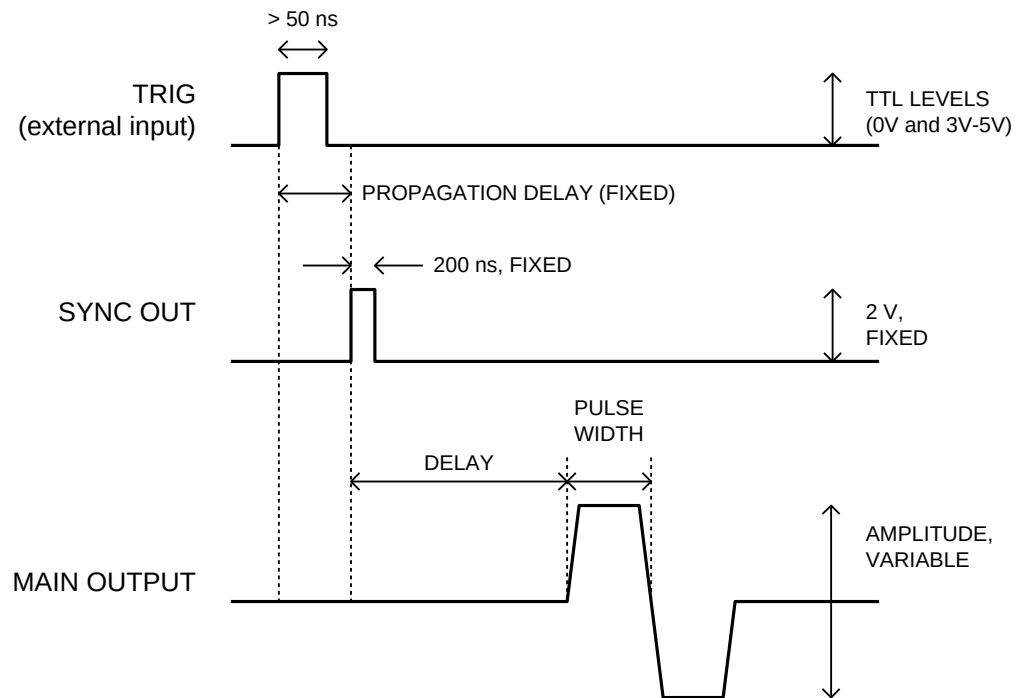 > 50 ns
TRIG
(external input)
TTL LEVELS
(0V and 3V-5V)
PROPAGATION DELAY (FIXED)
200 ns, FIXED
SYNC OUT
2 V,
FIXED
PULSE
WIDTH
DELAY
AMPLITUDE,
VARIABLE
MAIN OUTPUT